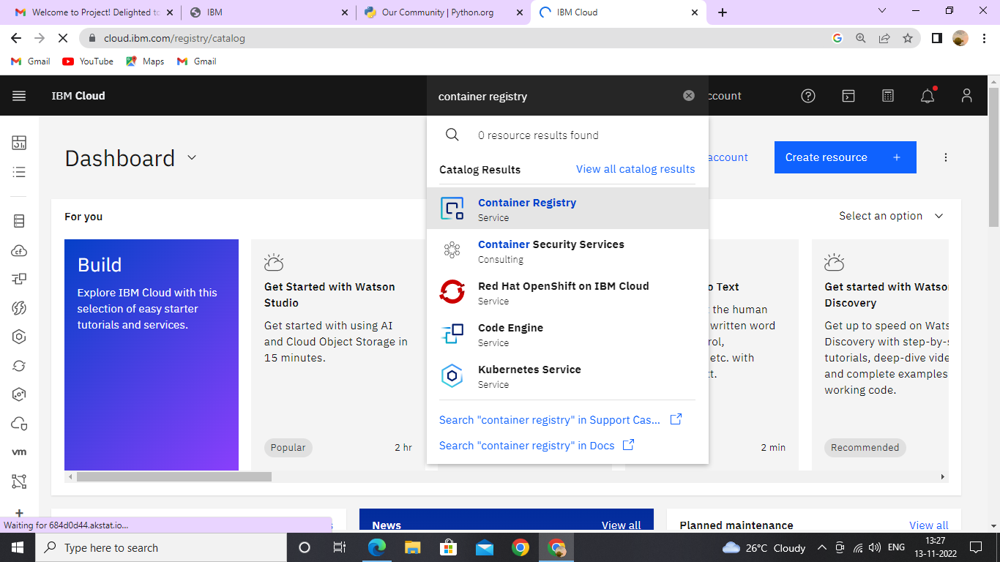 Welcome to Project! Delighted to
IBM
Our Community | Python.org
IBM Cloud
cloud.ibm.com/registry/catalog
Gmail
YouTube
Maps
Gmail
IBM Cloud
container registry
ccount
0 resource results found
Dashboard
account
Create resource
Catalog Results
View all catalog results
Container Registry
Service
For you
Select an option
Container Security Services
Consulting
Build
Explore IBM Cloud with this
selection of easy starter
tutorials and services.
Get Started with Watson
Studio
Get started with using AI
and Cloud Object Storage in
15 minutes.
Popular
2 hr
Red Hat OpenShift on IBM Cloud
Service
Code Engine
Service
Kubernetes Service
Service
Search "container registry" in Support Cas...
Search "container registry" in Docs
o Text
the human
written word
rol,
etc. with
xt.
2 min
Get started with Watso
Discovery
Get up to speed on Wats
Discovery with step-by-s
tutorials, deep-dive vide
and complete examples
working code.
Recommended
cf
vm
Waiting for 684d0d44.akstat.io...
s
News
View all
Planned maintenance
View all
Type here to search
26°C Cloudy
ENG
13:27
13-11-2022